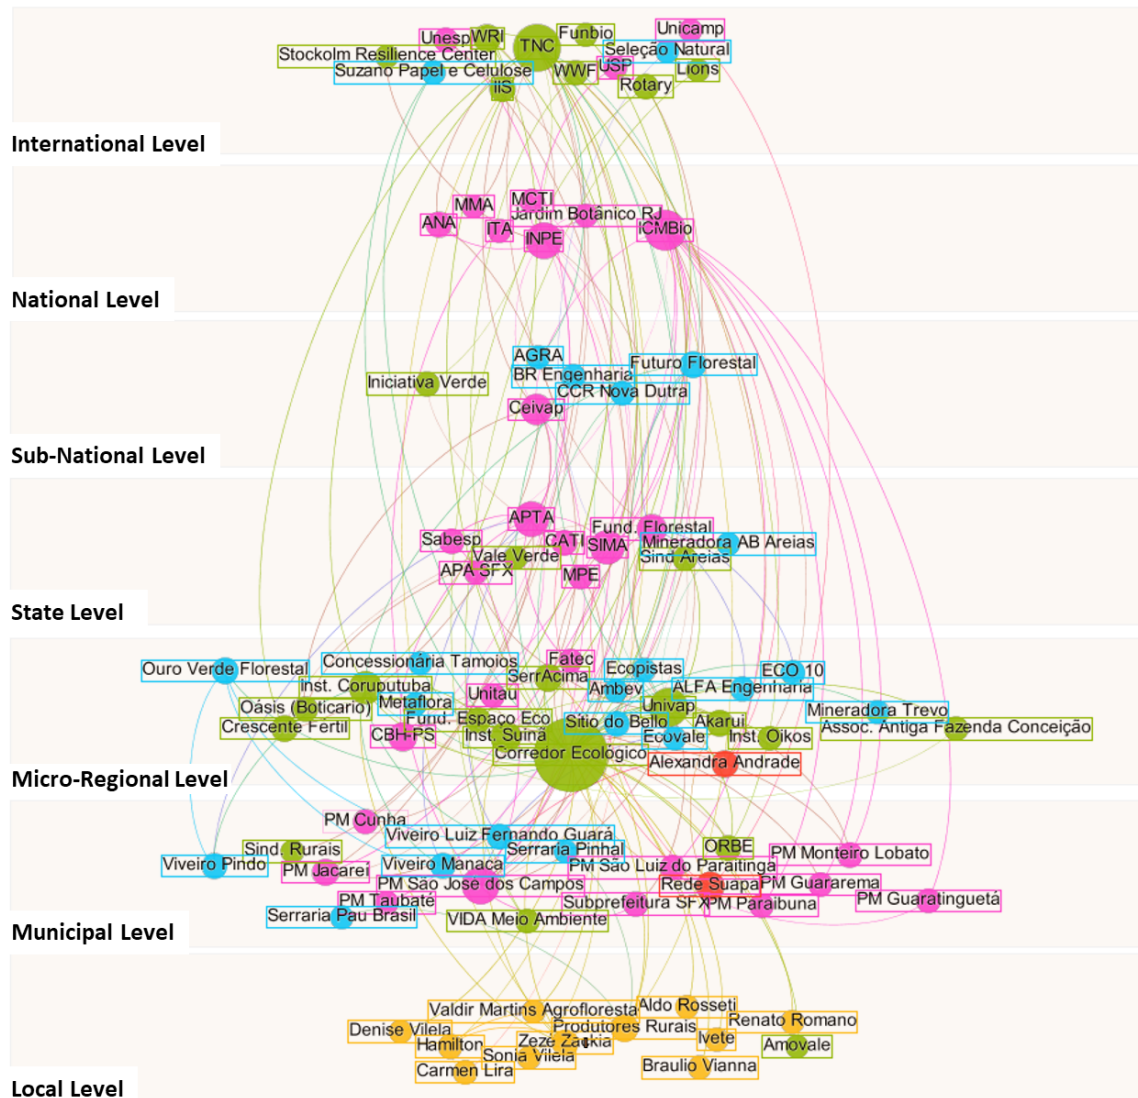 Unesp
WRI
TNC
Funbio
Unicamp
Stockolm Resilience Center
Seleção Natural
Suzano Papel e Celulose
IIS
WWF
USP
Lions
Rotary
International Level
MMA
MCTI
Jardim Botânico RJ
ANA
ITA
INPE
ICMBio
National Level
AGRA
Futuro Florestal
BR Engenharia
Iniciativa Verde
CCR Nova Dutra
Ceivap
Sub-National Level
APTA
Fund. Florestal
Sabesp
CATI
SIMA
Mineradora AB Areias
Vale Verde
Sind Areias
APA SFX
MPE
State Level
Ouro Verde Florestal
Concessionária Tamoios
Fatec
Ecopistas
ECO 10
SerrAcima
Inst. Coruputuba
Unitau
Ambev
ALFA Engenharia
Oásis (Boticario)
Metaflora
Univap
Mineradora Trevo
Crescente Fértil
Fund. Espaço Eco
Sitio do Bello
Akarui
Assoc. Antiga Fazenda Conceição
CBH-PS
Inst. Suinã
Ecovale
Inst. Oikos
Corredor Ecológico
Alexandra Andrade
Micro-Regional Level
PM Cunha
Viveiro Luiz Fernando Guará
Sind. Rurais
Serraria Pinhal
ORBE
PM Monteiro Lobato
Viveiro Pindo
PM Jacareí
Viveiro Manaca
PM São Luiz do Paraitinga
PM São José dos Campos
Rede Suapa
PM Guararema
PM Taubate
Subprefeitura SFX
PM Paraibuna
PM Guaratinguetá
Serraria Pau Brasil
VIDA Meio Ambiente
Municipal Level
Valdir Martins Agrofloresta
Aldo Rosseti
Denise Vilela
Produtores Rurais
Renato Romano
Hamilton
Zezé Zackia
Ivete
Amovale
Sonia Vilela
Carmen Lira
Braulio Vianna
Local Level